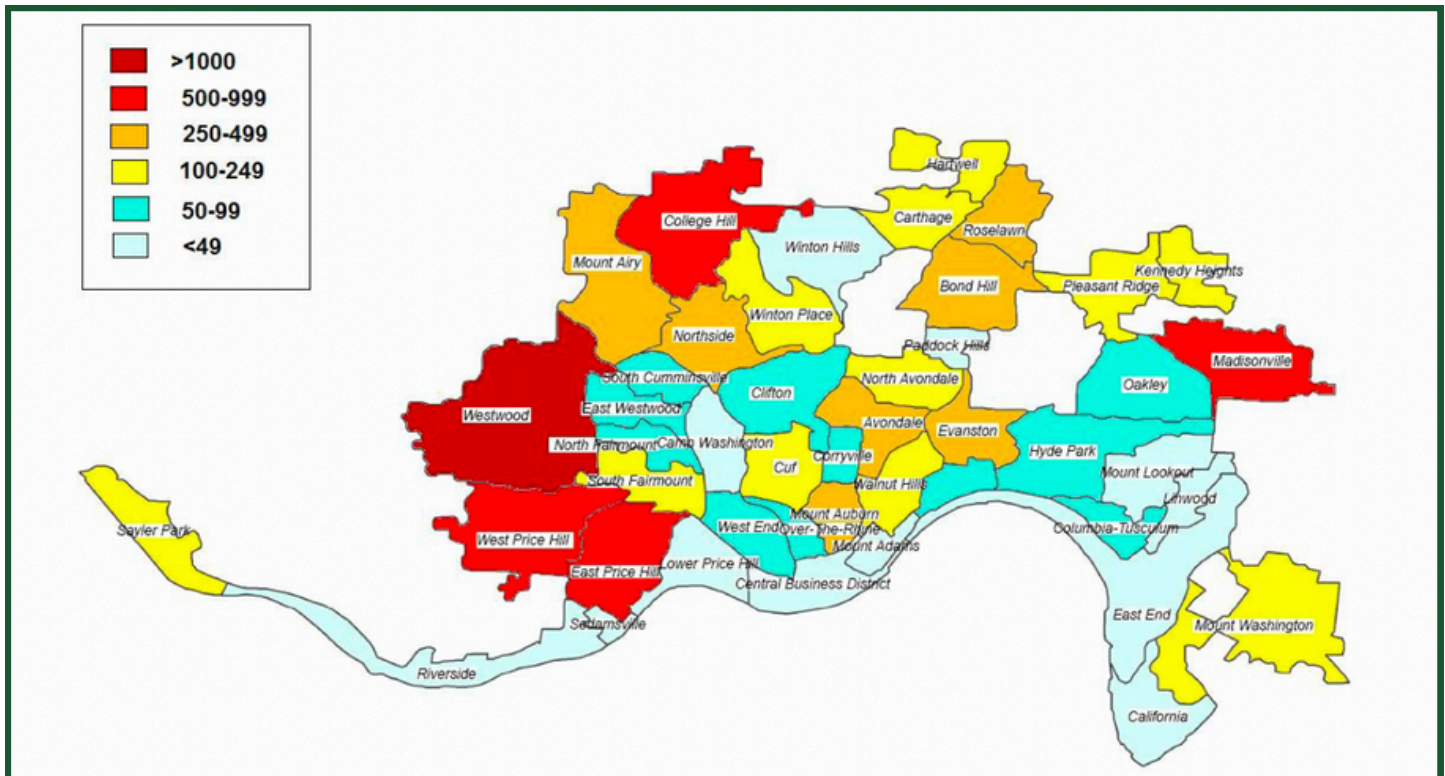 >1000
500-999
250-499
100-249
50-99
<49
Hartwell
College Hill
Carthage
Roselawn
Winton Hills
Mount Airy
Kennedy Heights
Bond Hill
Pleasant Ridge
Winton Place
Northside
Paddock Hills
Madisonville
South Cumminsville
North Avondale
Oakley
Clifton
East Westwood
Westwood
Avondale
Evanston
North Fairmount
Camp Washington
Corryville
Hyde Park
Cuf
Mount Lookout
South Fairmount
Walnut Hills
Linwood
Mount Auburn
Sayler Park
West End
Over-The-Rhine
Columbia-Tusculum
West Price Hill
Mount Adams
Lower Price Hill
East Price Hill
Central Business District
East End
Sedamsville
Mount Washington
Riverside
California